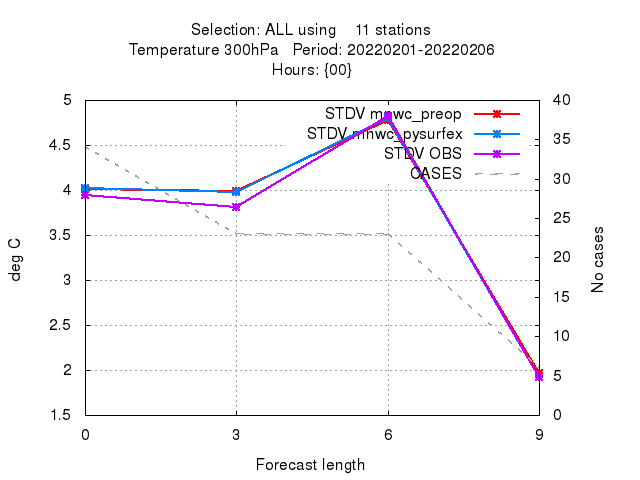 Selection: ALL using 11 stations
Temperature 300hPa Period: 20220201-20220206
Hours: {00}
5
4.5
4
3.5
3
2.5
2
1.5
deg C
40
35
30
25
20
15
10
5
0
No cases
STDV mnwc_preop
STDV mnwc_pysurfex
STDV OBS
CASES
0 3 6 9
Forecast length